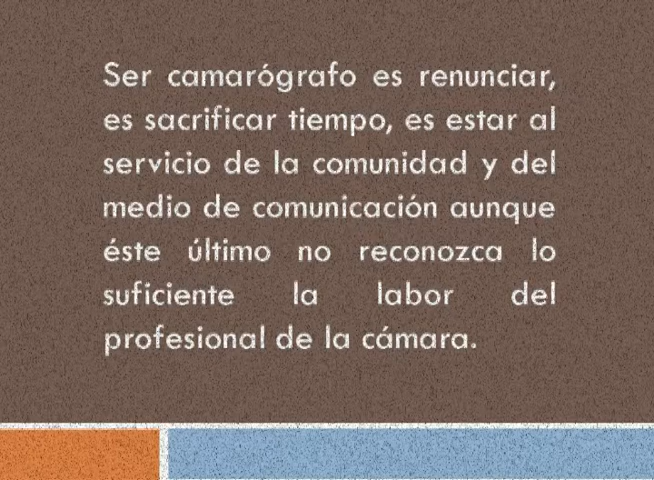 Ser camarógrafo es renunciar,
es sacrificar tiempo, es estar al
servicio de la comunidad y del
medio de comunicación aunque
éste último no reconozca lo
suficiente la labor del
profesional de la cámara.